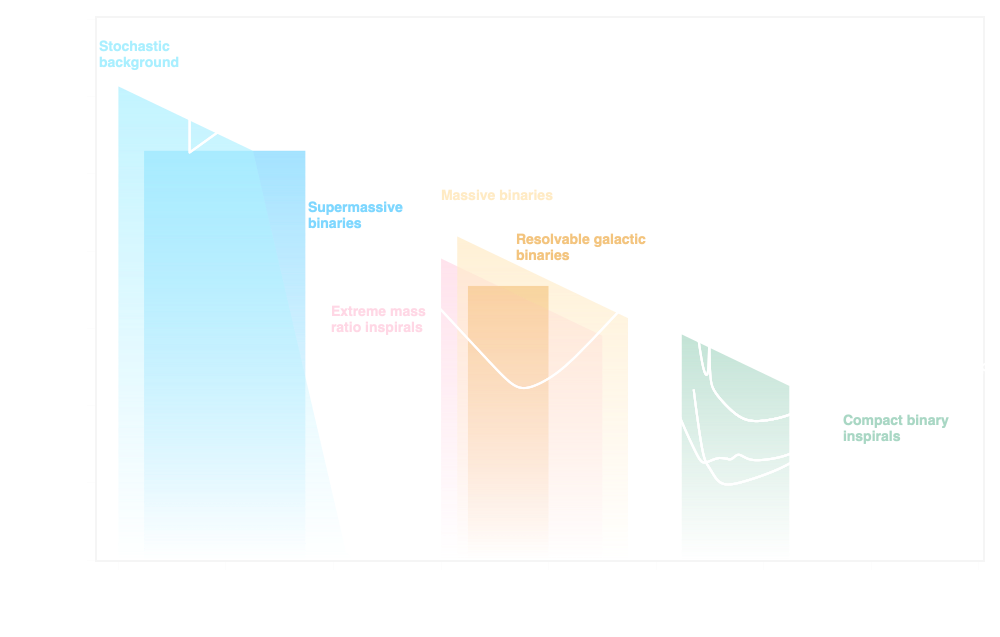 Stochastic
background
Supermassive
binaries
Massive binaries
Resolvable galactic
binaries
Extreme mass
ratio inspirals
Compact binary
inspirals